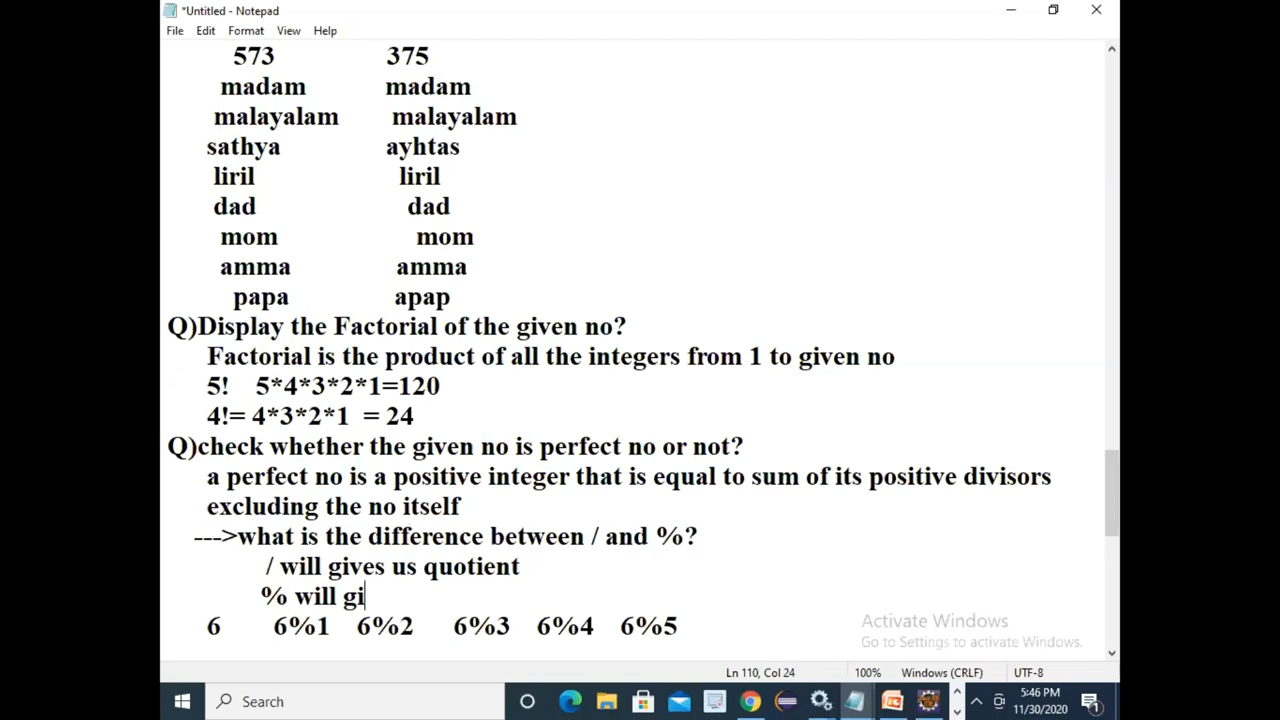 *Untitled - Notepad
File Edit Format View Help
573 375
madam madam
malayalam malayalam
sathya ayhtas
liril liril
dad dad
mom mom
amma amma
papa apap
Q)Display the Factorial of the given no?
Factorial is the product of all the integers from 1 to given no
5! 5*4*3*2*1=120
4!= 4*3*2*1 = 24
Q)check whether the given no is perfect no or not?
a perfect no is a positive integer that is equal to sum of its positive divisors
excluding the no itself
--->what is the difference between / and %?
/ will gives us quotient
% will gi
6 6%1 6%2 6%3 6%4 6%5
Activate Windows
Go to Settings to activate Windows.
Ln 110, Col 24 100% Windows (CRLF) UTF-8
Search
5:46 PM
11/30/2020
1